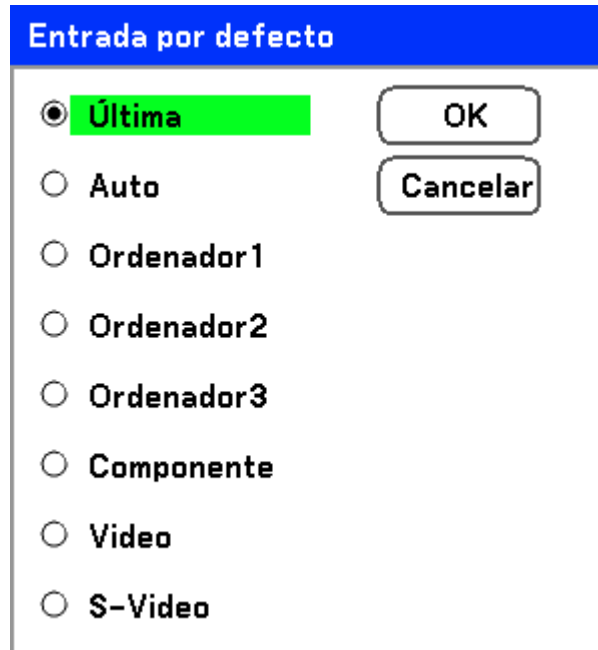 Entrada por defecto
Última
OK
Auto
Cancelar
Ordenador1
Ordenador2
Ordenador3
Componente
Video
S-Video